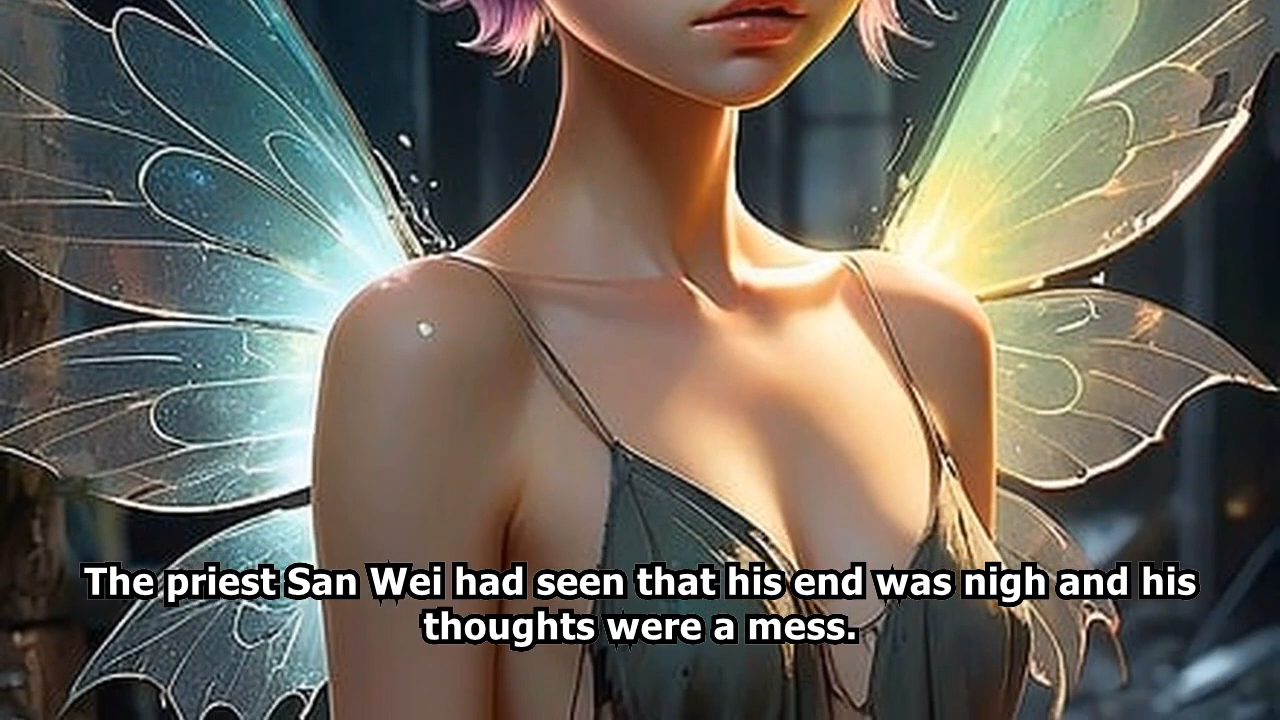 The priest San Wei had seen that his end was nigh and his
thoughts were a mess.